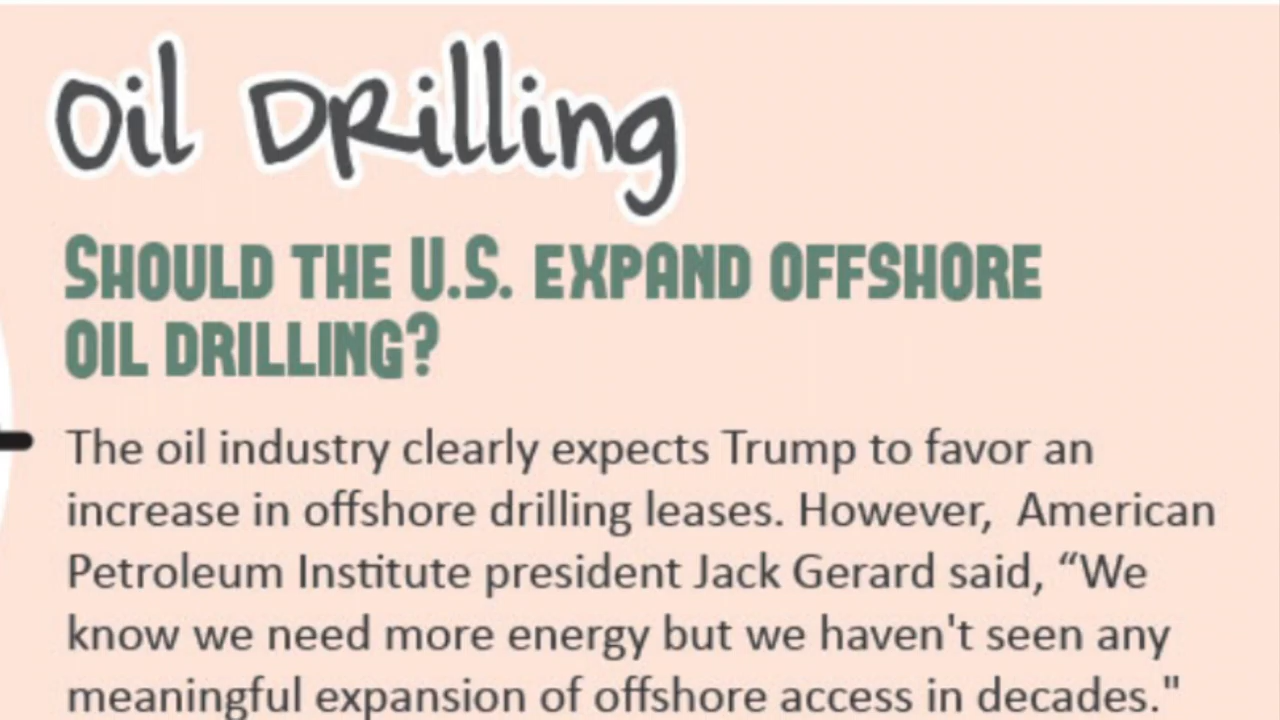 Oil Drilling
SHOULD THE U.S. EXPAND OFFSHORE
OIL DRILLING?
The oil industry clearly expects Trump to favor an
increase in offshore drilling leases. However,  American
Petroleum Institute president Jack Gerard said, “We
know we need more energy but we haven't seen any
meaningful expansion of offshore access in decades."